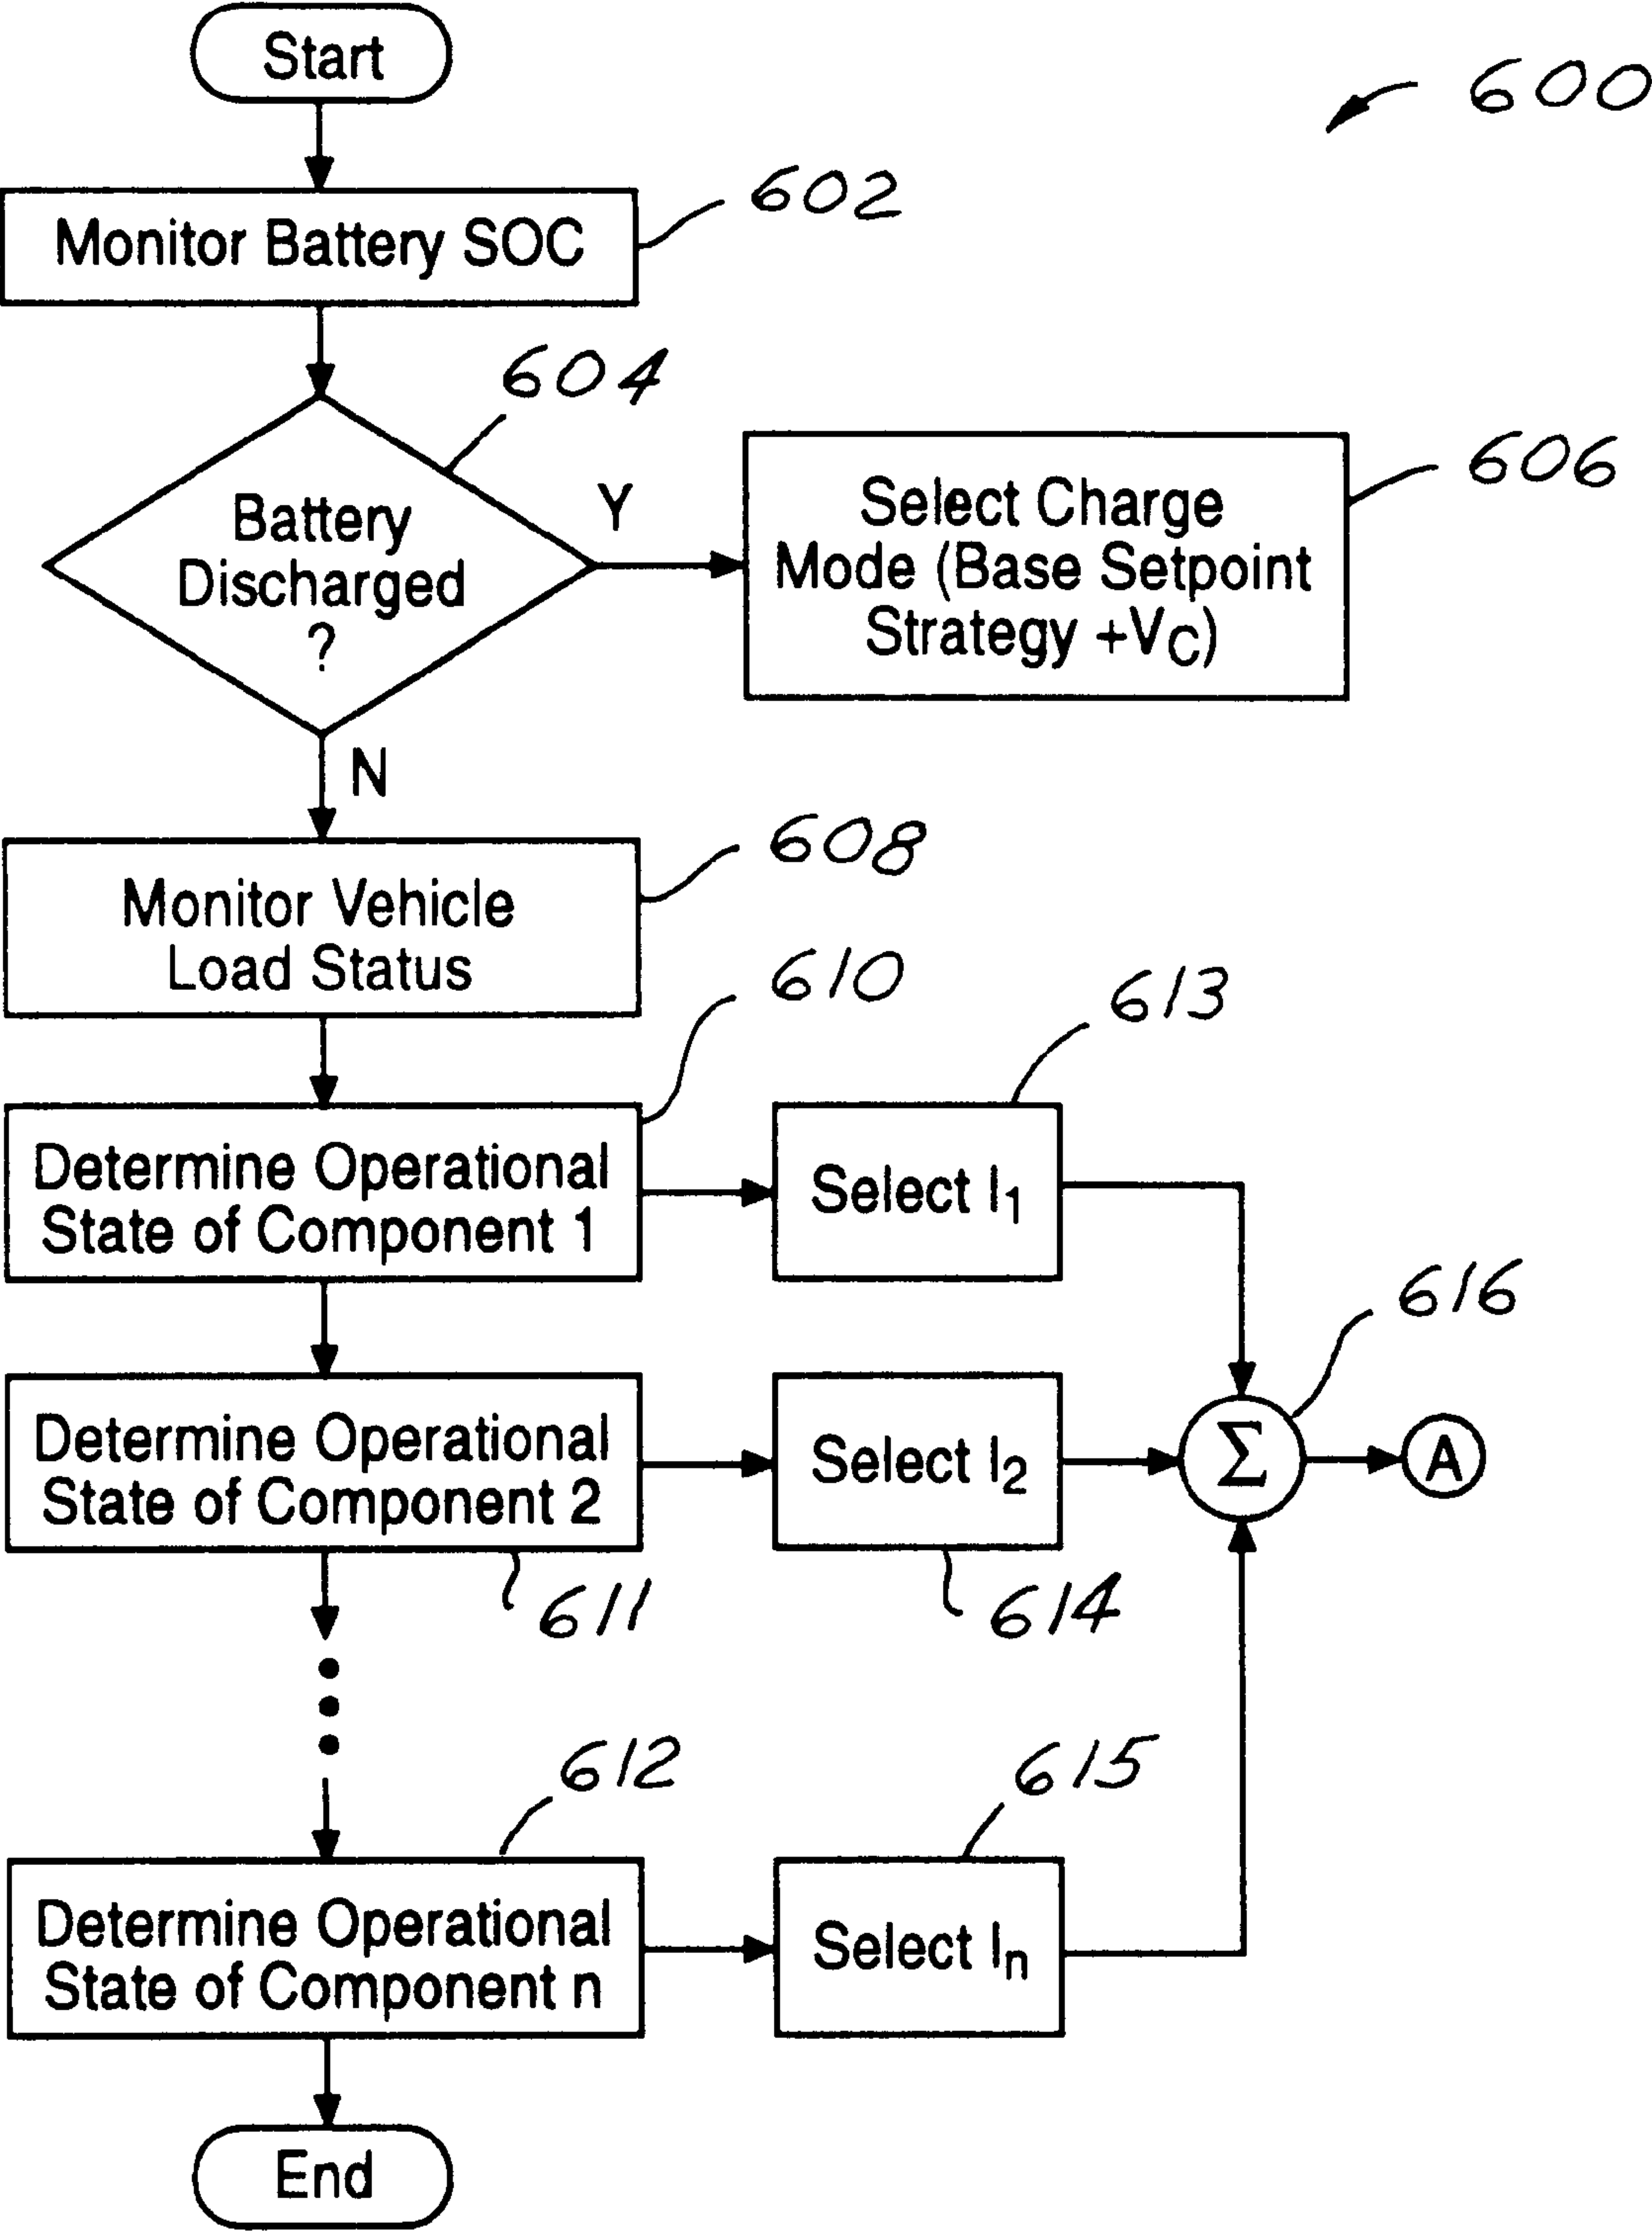 Start
600
602
Monitor Battery SOC
604
Battery
Discharged
?
Y
606
Select Charge
Mode (Base Setpoint
Strategy +VC)
N
608
Monitor Vehicle
Load Status
610
613
Determine Operational
State of Component 1
Select I1
616
Determine Operational
State of Component 2
Select I2
Σ
A
611
614
612
615
Determine Operational
State of Component n
Select In
End